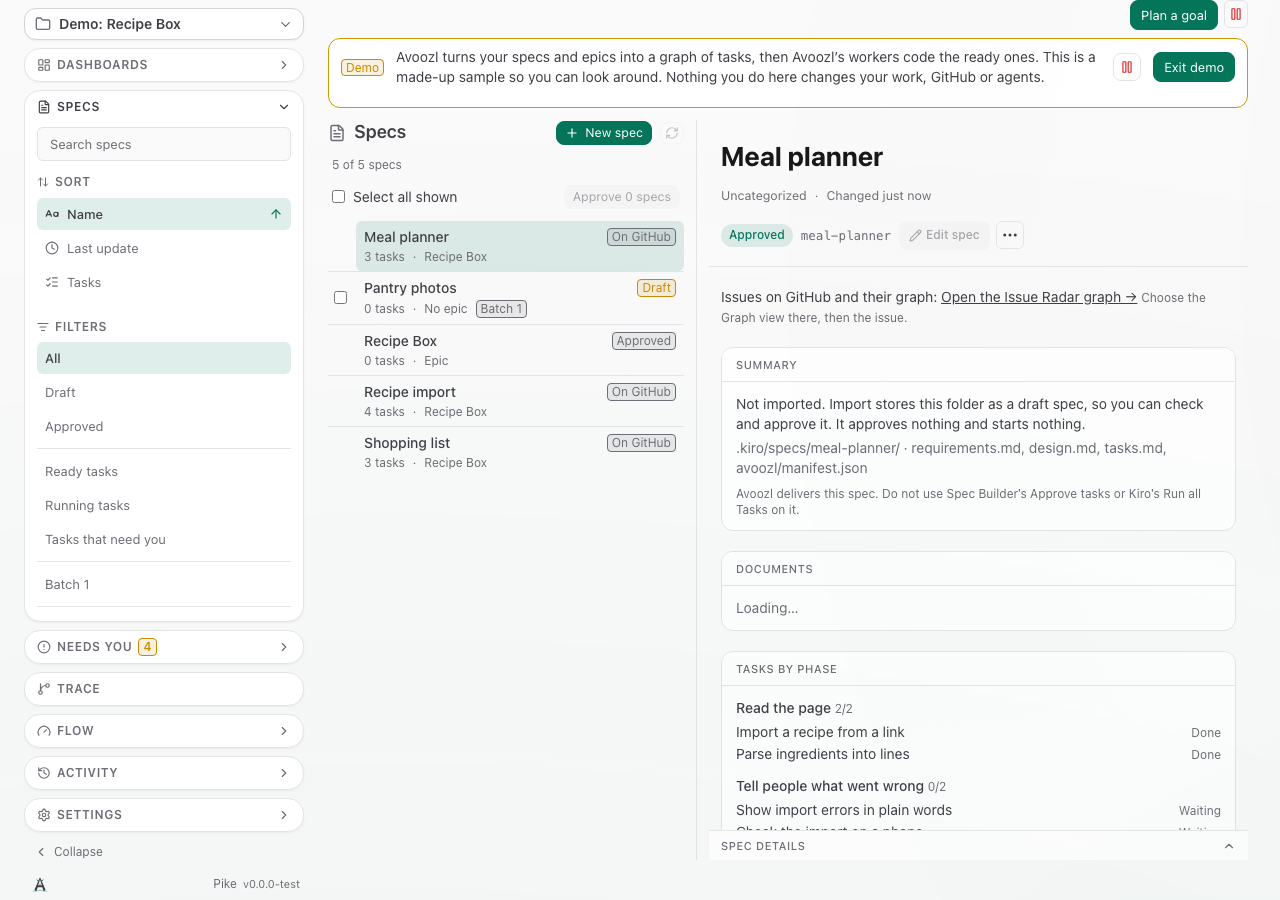 Demo: Recipe Box
Plan a goal
Demo
Avoozl turns your specs and epics into a graph of tasks, then Avoozl's workers code the ready ones. This is a
made-up sample so you can look around. Nothing you do here changes your work, GitHub or agents.
Exit demo
DASHBOARDS
SPECS
Search specs
SORT
Aa Name
Last update
Tasks
FILTERS
All
Draft
Approved
Ready tasks
Running tasks
Tasks that need you
Batch 1
NEEDS YOU 4
TRACE
FLOW
ACTIVITY
SETTINGS
Collapse
Pike v0.0.0-test
Specs
New spec
5 of 5 specs
Select all shown
Approve 0 specs
Meal planner
On GitHub
3 tasks · Recipe Box
Pantry photos
Draft
0 tasks · No epic Batch 1
Recipe Box
Approved
0 tasks · Epic
Recipe import
On GitHub
4 tasks · Recipe Box
Shopping list
On GitHub
3 tasks · Recipe Box
Meal planner
Uncategorized · Changed just now
Approved meal-planner Edit spec
Issues on GitHub and their graph: Open the Issue Radar graph → Choose the
Graph view there, then the issue.
SUMMARY
Not imported. Import stores this folder as a draft spec, so you can check
and approve it. It approves nothing and starts nothing.
.kiro/specs/meal-planner/ · requirements.md, design.md, tasks.md,
avoozl/manifest.json
Avoozl delivers this spec. Do not use Spec Builder's Approve tasks or Kiro's Run all
Tasks on it.
DOCUMENTS
Loading…
TASKS BY PHASE
Read the page 2/2
Import a recipe from a link Done
Parse ingredients into lines Done
Tell people what went wrong 0/2
Show import errors in plain words Waiting
SPEC DETAILS